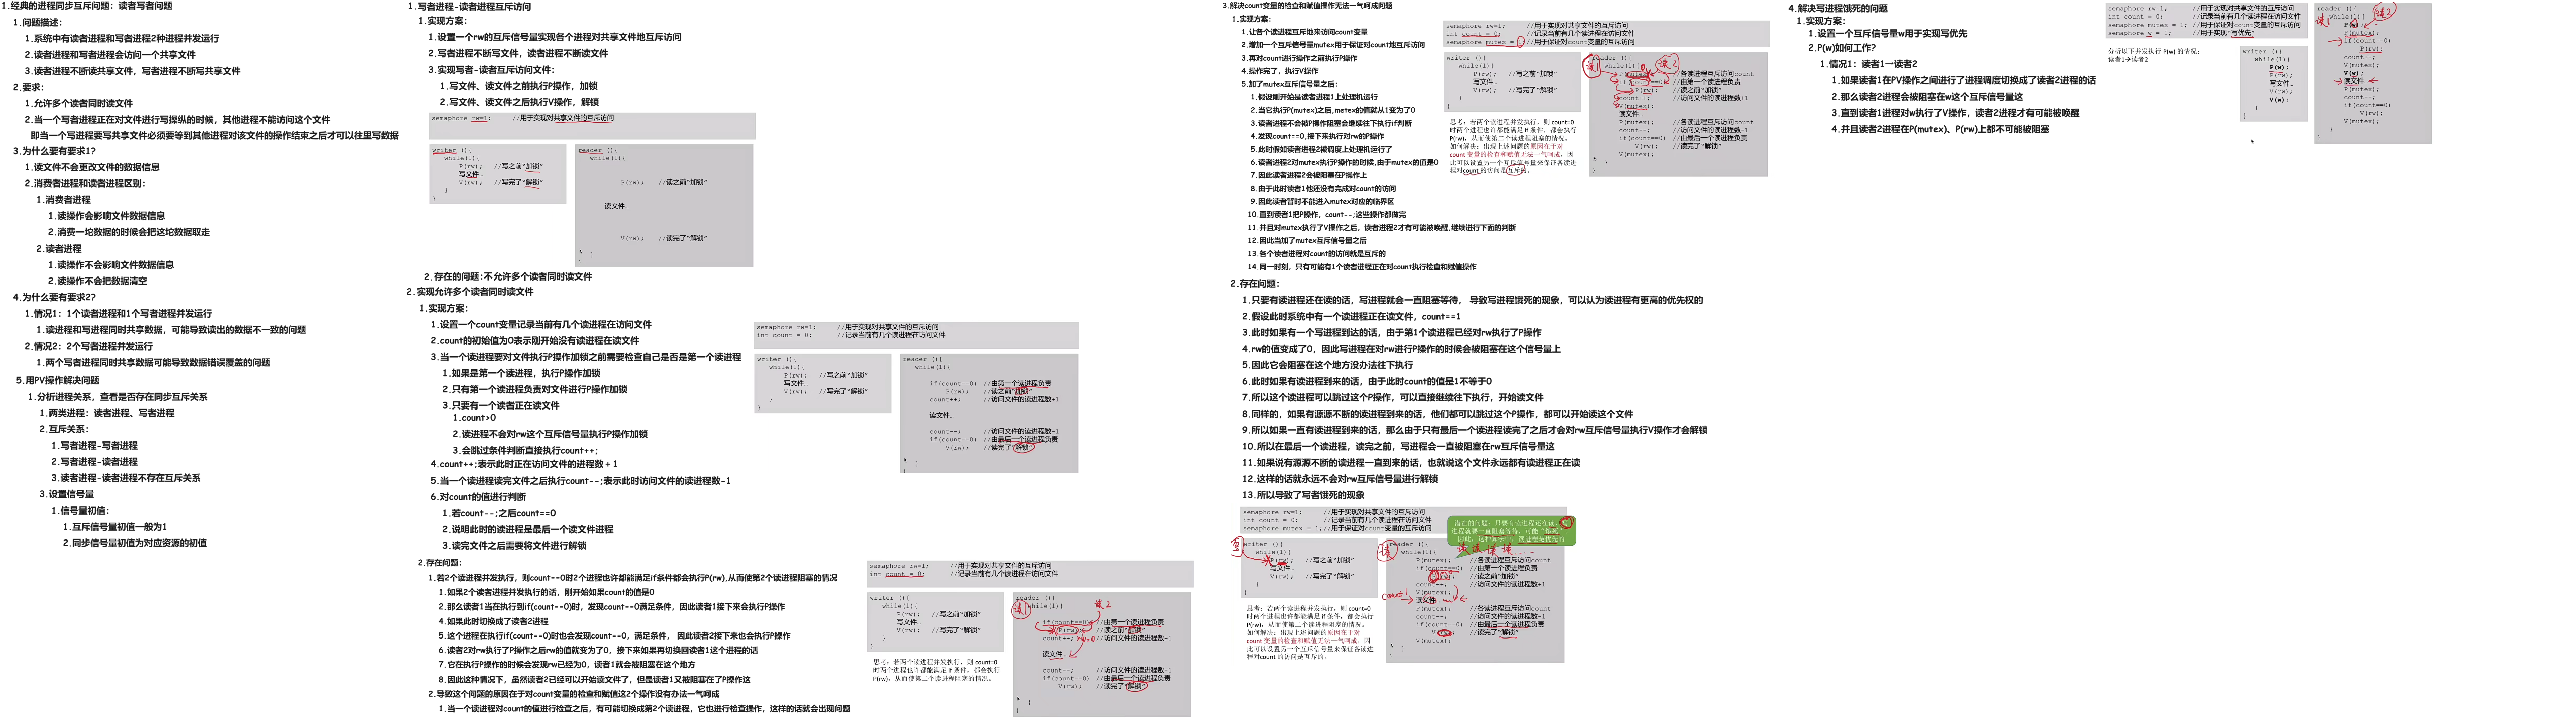 1.经典的进程同步互斥问题：读者写者问题
1.问题描述：
1.系统中有读者进程和写者进程2种进程并发运行
2.读者进程和写者进程会访问一个共享文件
3.读者进程不断读共享文件，写者进程不断写共享文件
2.要求：
1.允许多个读者同时读文件
2.当一个写者进程正在对文件进行写操纵的时候，其他进程不能访问这个文件
即当一个写进程要写共享文件必须要等到其他进程对该文件的操作结束之后才可以往里写数据
3.为什么要有要求1?
1.读文件不会更改文件的数据信息
2.消费者进程和读者进程区别：
1.消费者进程
1.读操作会影响文件数据信息
2.消费一坨数据的时候会把这坨数据取走
2.读者进程
1.读操作不会影响文件数据信息
2.读操作不会把数据清空
4.为什么要有要求2?
1.情况1：1个读者进程和1个写者进程并发运行
1.读进程和写进程同时共享数据，可能导致读出的数据不一致的问题
2.情况2：2个写者进程并发运行
1.两个写者进程同时共享数据可能导致数据错误覆盖的问题
5.用PV操作解决问题
1.分析进程关系，查看是否存在同步互斥关系
1.两类进程：读者进程、写者进程
2.互斥关系：
1.写者进程-写者进程
2.写者进程-读者进程
3.读者进程-读者进程不存在互斥关系
3.设置信号量
1.信号量初值：
1.互斥信号量初值一般为1
2.同步信号量初值为对应资源的初值
1.写者进程-读者进程互斥访问
1.实现方案：
1.设置一个rw的互斥信号量实现各个进程对共享文件地互斥访问
2.写者进程不断写文件，读者进程不断读文件
3.实现写者-读者互斥访问文件：
1.写文件、读文件之前执行P操作，加锁
2.写文件、读文件之后执行V操作，解锁
semaphore rw=1; //用于实现对共享文件的互斥访问
writer (){
while(1){
P(rw); //写之前“加锁”
写文件…
V(rw); //写完了“解锁”
}
}
reader (){
while(1){
P(rw); //读之前“加锁”
读文件…
V(rw); //读完了“解锁”
}
}
2.存在的问题:不允许多个读者同时读文件
2.实现允许多个读者同时读文件
1.实现方案：
1.设置一个count变量记录当前有几个读进程在访问文件
2.count的初始值为0表示刚开始没有读进程在读文件
3.当一个读进程要对文件执行P操作加锁之前需要检查自己是否是第一个读进程
1.如果是第一个读进程，执行P操作加锁
2.只有第一个读进程负责对文件进行P操作加锁
3.只要有一个读者正在读文件
1.count>0
2.读进程不会对rw这个互斥信号量执行P操作加锁
3.会跳过条件判断直接执行count++;
4.count++;表示此时正在访问文件的进程数+1
5.当一个读进程读完文件之后执行count--;表示此时访问文件的读进程数-1
6.对count的值进行判断
1.若count--;之后count==0
2.说明此时的读进程是最后一个读文件进程
3.读完文件之后需要将文件进行解锁
semaphore rw=1; //用于实现对共享文件的互斥访问
int count = 0; //记录当前有几个读进程在访问文件
writer (){
while(1){
P(rw); //写之前“加锁”
写文件…
V(rw); //写完了“解锁”
}
}
reader (){
while(1){
if(count==0) //由第一个读进程负责
P(rw); //读之前“加锁”
count++; //访问文件的读进程数+1
读文件…
count--; //访问文件的读进程数-1
if(count==0) //由最后一个读进程负责
V(rw); //读完了“解锁”
}
}
2.存在问题：
1.若2个读进程并发执行，则count==0时2个进程也许都能满足if条件都会执行P(rw),从而使第2个读进程阻塞的情况
1.如果2个读者进程并发执行的话，刚开始如果count的值是0
2.那么读者1当在执行到if(count==0)时，发现count==0满足条件，因此读者1接下来会执行P操作
4.如果此时切换成了读者2进程
5.这个进程在执行if(count==0)时也会发现count==0，满足条件， 因此读者2接下来也会执行P操作
6.读者2对rw执行了P操作之后rw的值就变为了0，接下来如果再切换回读者1这个进程的话
7.它在执行P操作的时候会发现rw已经为0，读者1就会被阻塞在这个地方
8.因此这种情况下，虽然读者2已经可以开始读文件了，但是读者1又被阻塞在了P操作这
2.导致这个问题的原因在于对count变量的检查和赋值这2个操作没有办法一气呵成
1.当一个读进程对count的值进行检查之后，有可能切换成第2个读进程，它也进行检查操作，这样的话就会出现问题
semaphore rw=1; //用于实现对共享文件的互斥访问
int count = 0; //记录当前有几个读进程在访问文件
writer (){
while(1){
P(rw); //写之前“加锁”
写文件…
V(rw); //写完了“解锁”
}
}
思考：若两个读进程并发执行，则 count=0
时两个进程也许都能满足 if 条件，都会执行
P(rw)，从而使第二个读进程阻塞的情况。
reader (){
读1
while(1){
读2
if(count==0) //由第一个读进程负责
P(rw); //读之前“加锁”
count++; //访问文件的读进程数+1
读文件…
count--; //访问文件的读进程数-1
if(count==0) //由最后一个读进程负责
V(rw); //读完了“解锁”
}
}
3.解决count变量的检查和赋值操作无法一气呵成问题
1.实现方案：
1.让各个读进程互斥地来访问count变量
2.增加一个互斥信号量mutex用于保证对count地互斥访问
3.再对count进行操作之前执行P操作
4.操作完了，执行V操作
5.加了mutex互斥信号量之后：
1.假设刚开始是读者进程1上处理机运行
2.当它执行P(mutex)之后,metex的值就从1变为了0
3.读者进程不会被P操作阻塞会继续往下执行if判断
4.发现count==0,接下来执行对rw的P操作
5.此时假如读者进程2被调度上处理机运行了
6.读者进程2对mutex执行P操作的时候,由于mutex的值是0
7.因此读者进程2会被阻塞在P操作上
8.由于此时读者1他还没有完成对count的访问
9.因此读者暂时不能进入mutex对应的临界区
10.直到读者1把P操作，count--;这些操作都做完
11.并且对mutex执行了V操作之后，读者进程2才有可能被唤醒,继续进行下面的判断
12.因此当加了mutex互斥信号量之后
13.各个读者进程对count的访问就是互斥的
14.同一时刻，只有可能有1个读者进程正在对count执行检查和赋值操作
semaphore rw=1; //用于实现对共享文件的互斥访问
int count = 0; //记录当前有几个读进程在访问文件
semaphore mutex = 1; //用于保证对count变量的互斥访问
writer (){
while(1){
P(rw); //写之前“加锁”
写文件…
V(rw); //写完了“解锁”
}
}
思考：若两个读进程并发执行，则 count=0
时两个进程也许都能满足 if 条件，都会执行
P(rw)，从而使第二个读进程阻塞的情况。
如何解决：出现上述问题的原因在于对
count 变量的检查和赋值无法一气呵成，因
此可以设置另一个互斥信号量来保证各读进
程对count 的访问是互斥的。
reader (){
读1
while(1){
读2
P(mutex); //各读进程互斥访问count
if(count==0) //由第一个读进程负责
P(rw); //读之前“加锁”
count++; //访问文件的读进程数+1
V(mutex);
读文件…
P(mutex); //各读进程互斥访问count
count--; //访问文件的读进程数-1
if(count==0) //由最后一个读进程负责
V(rw); //读完了“解锁”
V(mutex);
}
}
2.存在问题：
1.只要有读进程还在读的话，写进程就会一直阻塞等待， 导致写进程饿死的现象，可以认为读进程有更高的优先权的
2.假设此时系统中有一个读进程正在读文件，count==1
3.此时如果有一个写进程到达的话，由于第1个读进程已经对rw执行了P操作
4.rw的值变成了0，因此写进程在对rw进行P操作的时候会被阻塞在这个信号量上
5.因此它会阻塞在这个地方没办法往下执行
6.此时如果有读进程到来的话，由于此时count的值是1不等于0
7.所以这个读进程可以跳过这个P操作，可以直接继续往下执行，开始读文件
8.同样的，如果有源源不断的读进程到来的话，他们都可以跳过这个P操作，都可以开始读这个文件
9.所以如果一直有读进程到来的话，那么由于只有最后一个读进程读完了之后才会对rw互斥信号量执行V操作才会解锁
10.所以在最后一个读进程，读完之前，写进程会一直被阻塞在rw互斥信号量这
11.如果说有源源不断的读进程一直到来的话，也就说这个文件永远都有读进程正在读
12.这样的话就永远不会对rw互斥信号量进行解锁
13.所以导致了写者饿死的现象
semaphore rw=1; //用于实现对共享文件的互斥访问
int count = 0; //记录当前有几个读进程在访问文件
semaphore mutex = 1; //用于保证对count变量的互斥访问
潜在的问题：只要有读进程还在读，写
进程就要一直阻塞等待，可能“饿死”。
因此，这种算法中，读进程是优先的
写
writer (){
while(1){
P(rw); //写之前“加锁”
写文件…
V(rw); //写完了“解锁”
}
}
思考：若两个读进程并发执行，则 count=0
时两个进程也许都能满足 if 条件，都会执行
P(rw)，从而使第二个读进程阻塞的情况。
如何解决：出现上述问题的原因在于对
count 变量的检查和赋值无法一气呵成，因
此可以设置另一个互斥信号量来保证各读进
程对count 的访问是互斥的。
读
reader (){
读读读读....
while(1){
P(mutex); //各读进程互斥访问count
if(count==0) //由第一个读进程负责
P(rw); //读之前“加锁”
count++; //访问文件的读进程数+1
V(mutex);
count 1
读文件…
P(mutex); //各读进程互斥访问count
count--; //访问文件的读进程数-1
if(count==0) //由最后一个读进程负责
V(rw); //读完了“解锁”
V(mutex);
}
}
4.解决写进程饿死的问题
1.实现方案：
1.设置一个互斥信号量w用于实现写优先
2.P(w)如何工作?
1.情况1：读者1→读者2
1.如果读者1在PV操作之间进行了进程调度切换成了读者2进程的话
2.那么读者2进程会被阻塞在w这个互斥信号量这
3.直到读者1进程对w执行了V操作，读者2进程才有可能被唤醒
4.并且读者2进程在P(mutex)、P(rw)上都不可能被阻塞
semaphore rw=1; //用于实现对共享文件的互斥访问
int count = 0; //记录当前有几个读进程在访问文件
semaphore mutex = 1; //用于保证对count变量的互斥访问
semaphore w = 1; //用于实现“写优先”
分析以下并发执行 P(w) 的情况：
读者1→读者2
writer (){
while(1){
P(w);
P(rw);
写文件…
V(rw);
V(w);
}
}
reader (){
读1
while(1){
读2
P(w);
P(mutex);
if(count==0)
P(rw);
count++;
V(mutex);
V(w);
读文件…
P(mutex);
count--;
if(count==0)
V(rw);
V(mutex);
}
}